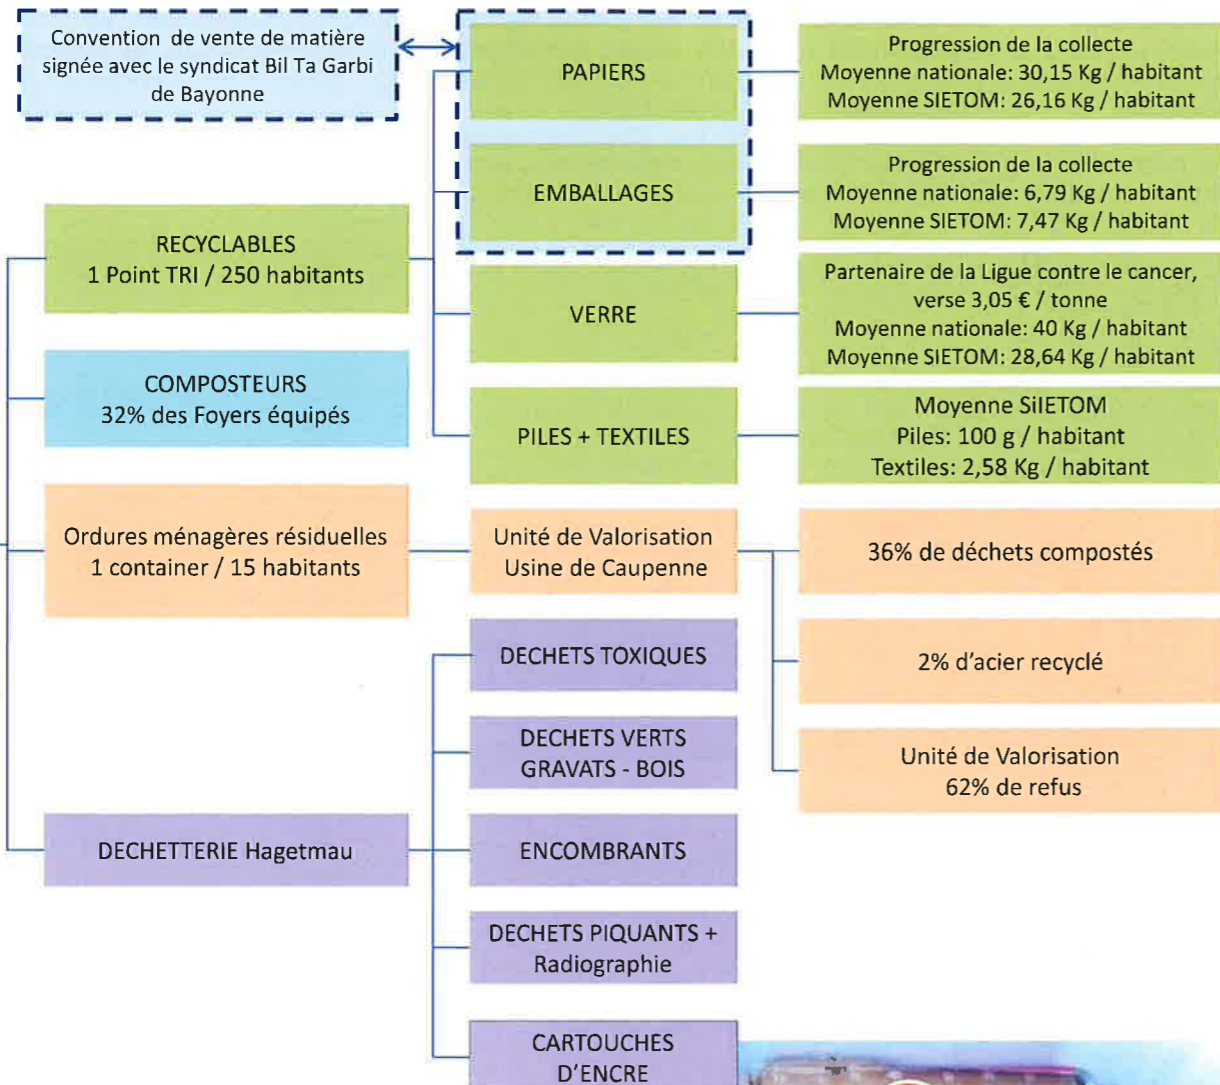 Convention de vente de matière
signée avec le syndicat Bil Ta Garbi
de Bayonne
PAPIERS
Progression de la collecte
Moyenne nationale: 30,15 Kg / habitant
Moyenne SIETOM: 26,16 Kg / habitant
EMBALLAGES
Progression de la collecte
Moyenne nationale: 6,79 Kg / habitant
Moyenne SIETOM: 7,47 Kg / habitant
RECYCLABLES
1 Point TRI / 250 habitants
VERRE
Partenaire de la Ligue contre le cancer,
verse 3,05 € / tonne
Moyenne nationale: 40 Kg / habitant
Moyenne SIETOM: 28,64 Kg / habitant
COMPOSTEURS
32% des Foyers équipés
PILES + TEXTILES
Moyenne SiIETOM
Piles: 100 g / habitant
Textiles: 2,58 Kg / habitant
Ordures ménagères résiduelles
1 container / 15 habitants
Unité de Valorisation
Usine de Caupenne
36% de déchets compostés
2% d'acier recyclé
Unité de Valorisation
62% de refus
DECHETTERIE Hagetmau
DECHETS TOXIQUES
DECHETS VERTS
GRAVATS - BOIS
ENCOMBRANTS
DECHETS PIQUANTS +
Radiographie
CARTOUCHES
D'ENCRE